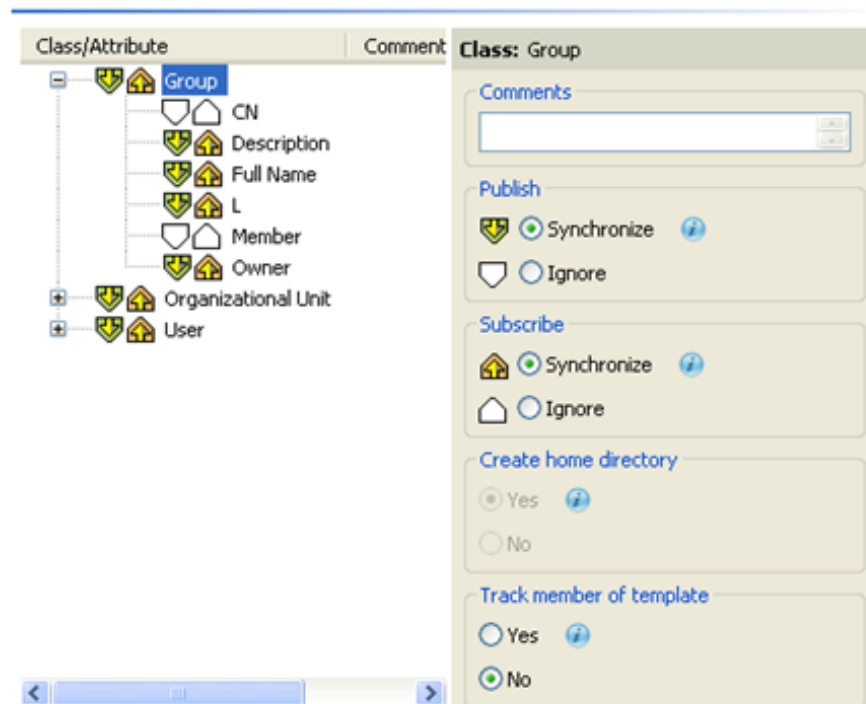 Class/Attribute
Comment
Group
CN
Description
Full Name
L
Member
Owner
Organizational Unit
User
Class: Group
Comments
Publish
Synchronize
Ignore
Subscribe
Synchronize
Ignore
Create home directory
Yes
No
Track member of template
Yes
No